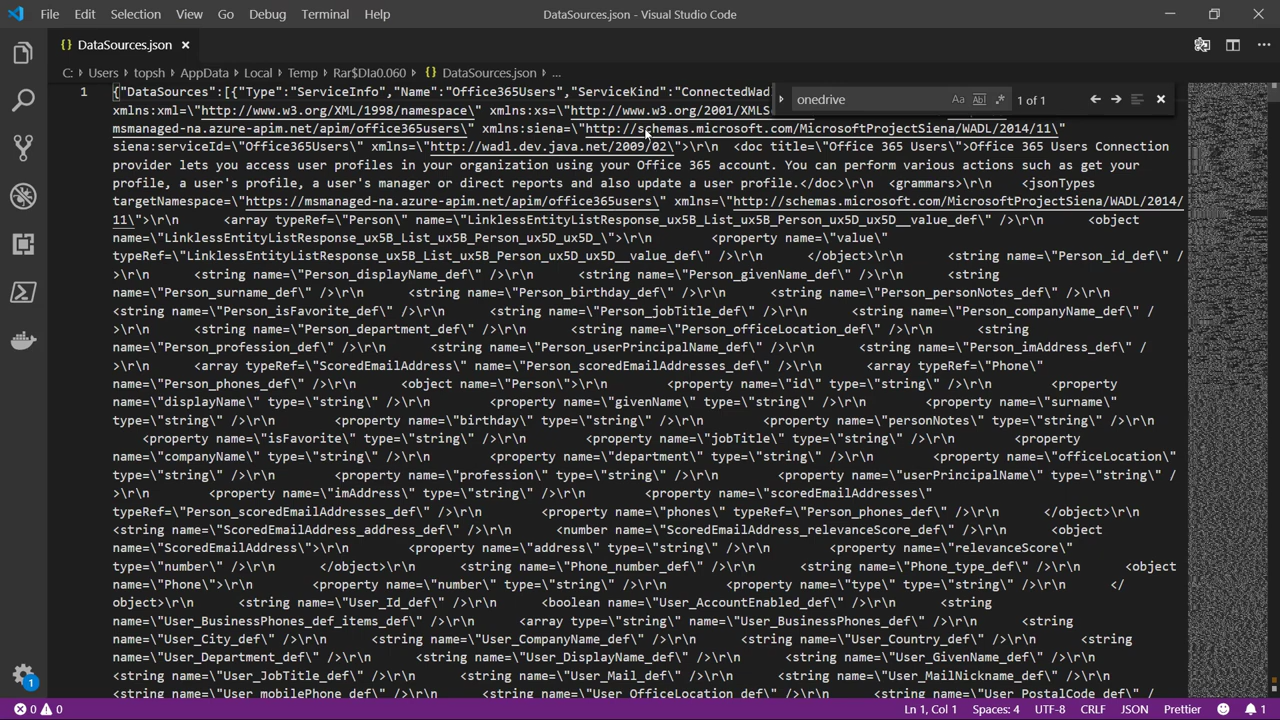 File Edit Selection View Go Debug Terminal Help DataSources.json - Visual Studio Code
{} DataSources.json
C: > Users > topsh > AppData > Local > Temp > Rar$DIa0.060 > {} DataSources.json > ...
onedrive Aa Abl .* 1 of 1
1 {"DataSources":[{"Type":"ServiceInfo","Name":"Office365Users","ServiceKind":"ConnectedWad
xmlns:xml=\"http://www.w3.org/XML/1998/namespace\" xmlns:xs=\"http://www.w3.org/2001/XMLS
msmanaged-na.azure-apim.net/apim/office365users\" xmlns:siena=\"http://schemas.microsoft.com/MicrosoftProjectSiena/WADL/2014/11\"
siena:serviceId=\"Office365Users\" xmlns=\"http://wadl.dev.java.net/2009/02\">\r\n <doc title=\"Office 365 Users\">Office 365 Users Connection
provider lets you access user profiles in your organization using your Office 365 account. You can perform various actions such as get your
profile, a user's profile, a user's manager or direct reports and also update a user profile.</doc>\r\n <grammars>\r\n <jsonTypes
targetNamespace=\"https://msmanaged-na.azure-apim.net/apim/office365users\" xmlns=\"http://schemas.microsoft.com/MicrosoftProjectSiena/WADL/2014/
11\">\r\n <array typeRef=\"Person\" name=\"LinklessEntityListResponse_ux5B_List_ux5B_Person_ux5D_ux5D__value_def\" />\r\n <object
name=\"LinklessEntityListResponse_ux5B_List_ux5B_Person_ux5D_ux5D_\">\r\n <property name=\"value\"
typeRef=\"LinklessEntityListResponse_ux5B_List_ux5B_Person_ux5D_ux5D__value_def\" />\r\n </object>\r\n <string name=\"Person_id_def\" /
>\r\n <string name=\"Person_displayName_def\" />\r\n <string name=\"Person_givenName_def\" />\r\n <string
name=\"Person_surname_def\" />\r\n <string name=\"Person_birthday_def\" />\r\n <string name=\"Person_personNotes_def\" />\r\n
<string name=\"Person_isFavorite_def\" />\r\n <string name=\"Person_jobTitle_def\" />\r\n <string name=\"Person_companyName_def\" /
>\r\n <string name=\"Person_department_def\" />\r\n <string name=\"Person_officeLocation_def\" />\r\n <string
name=\"Person_profession_def\" />\r\n <string name=\"Person_userPrincipalName_def\" />\r\n <string name=\"Person_imAddress_def\" /
>\r\n <array typeRef=\"ScoredEmailAddress\" name=\"Person_scoredEmailAddresses_def\" />\r\n <array typeRef=\"Phone\"
name=\"Person_phones_def\" />\r\n <object name=\"Person\">\r\n <property name=\"id\" type=\"string\" />\r\n <property
name=\"displayName\" type=\"string\" />\r\n <property name=\"givenName\" type=\"string\" />\r\n <property name=\"surname\"
type=\"string\" />\r\n <property name=\"birthday\" type=\"string\" />\r\n <property name=\"personNotes\" type=\"string\" />\r\n
<property name=\"isFavorite\" type=\"string\" />\r\n <property name=\"jobTitle\" type=\"string\" />\r\n <property
name=\"companyName\" type=\"string\" />\r\n <property name=\"department\" type=\"string\" />\r\n <property name=\"officeLocation\"
type=\"string\" />\r\n <property name=\"profession\" type=\"string\" />\r\n <property name=\"userPrincipalName\" type=\"string\" /
>\r\n <property name=\"imAddress\" type=\"string\" />\r\n <property name=\"scoredEmailAddresses\"
typeRef=\"Person_scoredEmailAddresses_def\" />\r\n <property name=\"phones\" typeRef=\"Person_phones_def\" />\r\n </object>\r\n
<string name=\"ScoredEmailAddress_address_def\" />\r\n <number name=\"ScoredEmailAddress_relevanceScore_def\" />\r\n <object
name=\"ScoredEmailAddress\">\r\n <property name=\"address\" type=\"string\" />\r\n <property name=\"relevanceScore\"
type=\"number\" />\r\n </object>\r\n <string name=\"Phone_number_def\" />\r\n <string name=\"Phone_type_def\" />\r\n <object
name=\"Phone\">\r\n <property name=\"number\" type=\"string\" />\r\n <property name=\"type\" type=\"string\" />\r\n </
object>\r\n <string name=\"User_Id_def\" />\r\n <boolean name=\"User_AccountEnabled_def\" />\r\n <string
name=\"User_BusinessPhones_def_items_def\" />\r\n <array type=\"string\" name=\"User_BusinessPhones_def\" />\r\n <string
name=\"User_City_def\" />\r\n <string name=\"User_CompanyName_def\" />\r\n <string name=\"User_Country_def\" />\r\n <string
name=\"User_Department_def\" />\r\n <string name=\"User_DisplayName_def\" />\r\n <string name=\"User_GivenName_def\" />\r\n
<string name=\"User_JobTitle_def\" />\r\n <string name=\"User_Mail_def\" />\r\n <string name=\"User_MailNickname_def\" />\r\n
<string name=\"User_mobilePhone_def\" />\r\n <string name=\"User_OfficeLocation_def\" />\r\n <string name=\"User_PostalCode_def\" /
1
0 0 Ln 1, Col 1 Spaces: 4 UTF-8 CRLF JSON Prettier 1